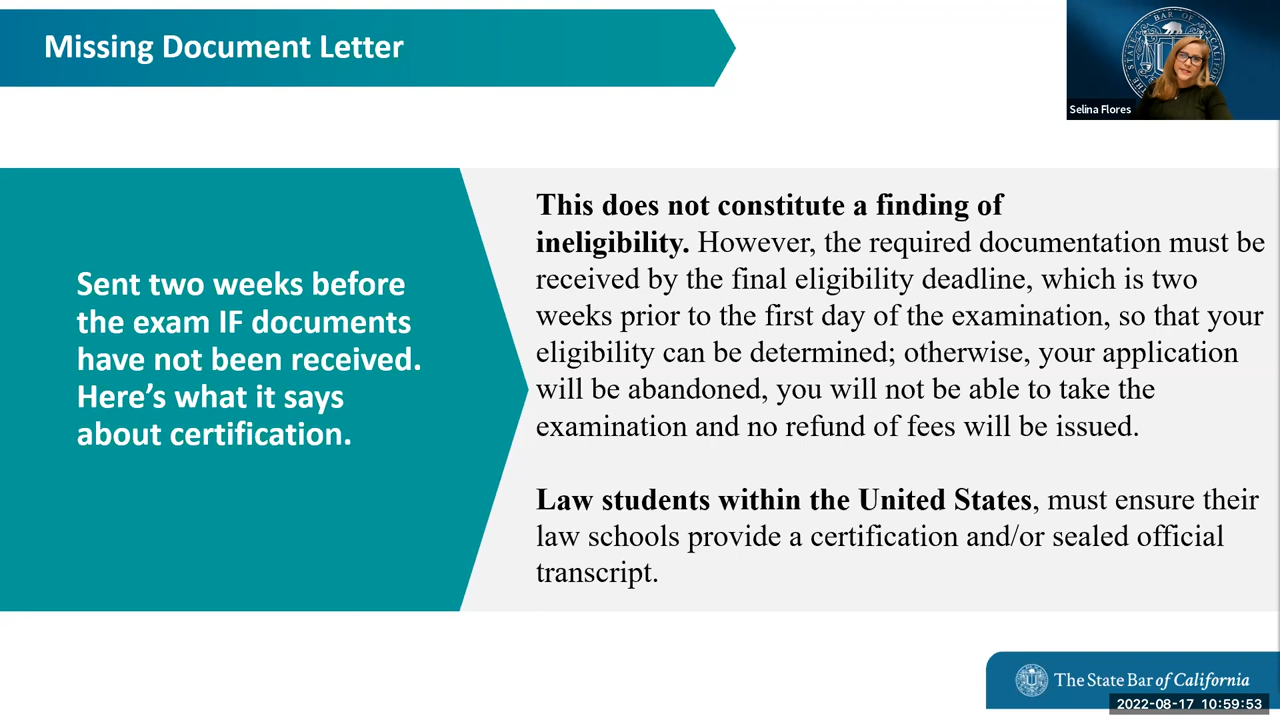 Missing Document Letter
THE STATE BAR OF CALIFOR
Selina Flores
Sent two weeks before
the exam IF documents
have not been received.
Here’s what it says
about certification.
This does not constitute a finding of
ineligibility. However, the required documentation must be
received by the final eligibility deadline, which is two
weeks prior to the first day of the examination, so that your
eligibility can be determined; otherwise, your application
will be abandoned, you will not be able to take the
examination and no refund of fees will be issued.
Law students within the United States, must ensure their
law schools provide a certification and/or sealed official
transcript.
The State Bar of California
2022-08-17 10:59:53